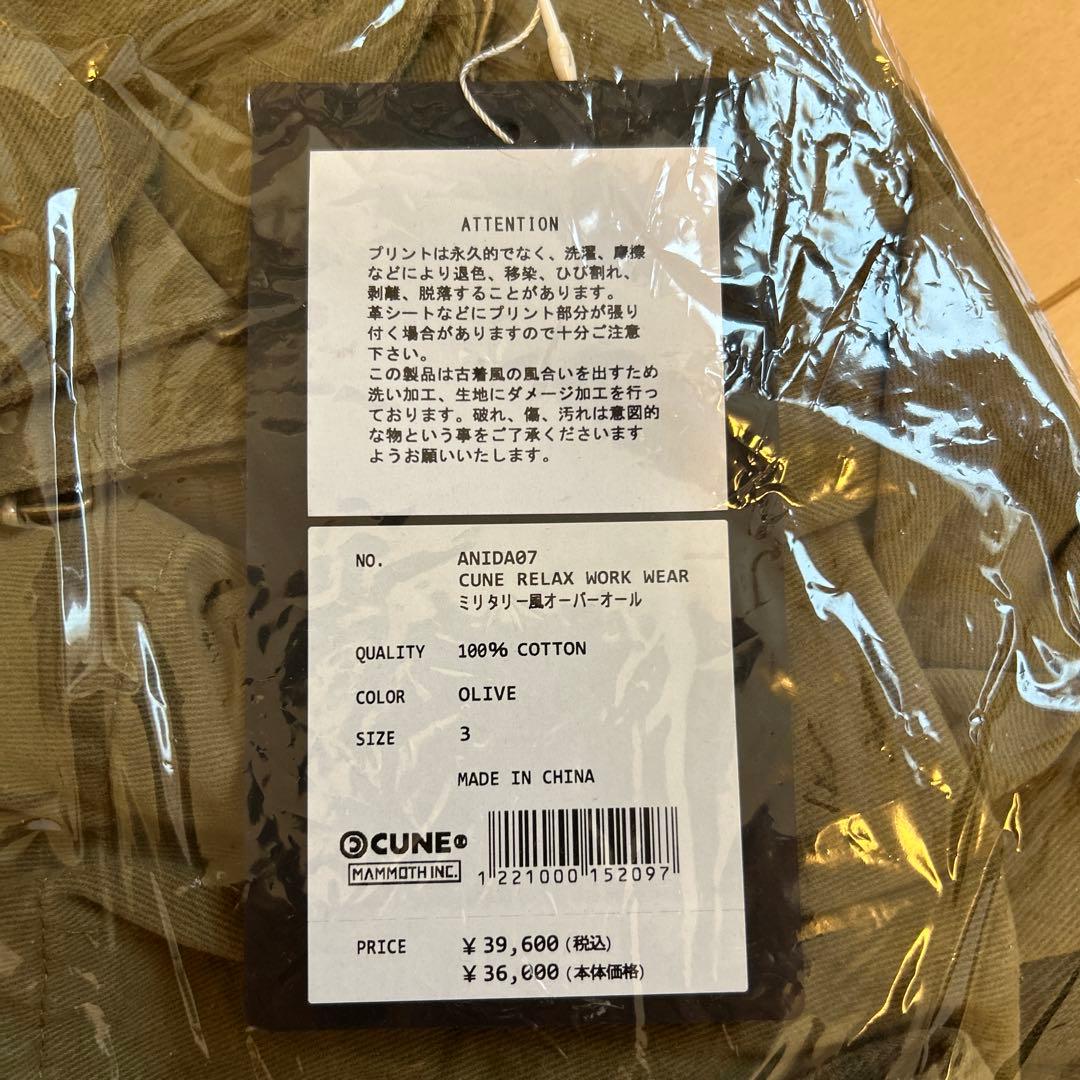 ATTENTION
プリントは永久的でなく、洗濯、摩擦
などにより退色、移染、ひび割れ、
剥離、脱落することがあります。
革シートなどにプリント部分が張り
付く場合がありますので十分ご注意
下さい。
この製品は古着風の風合いを出すため
洗い加工、生地にダメージ加工を行っ
ております。破れ、傷、汚れは意図的
な物という事をご了承くださいます
ようお願いいたします。
NO. ANIDA07
CUNE RELAX WORK WEAR
ミリタリー風オーバーオール
QUALITY 100% COTTON
COLOR OLIVE
SIZE 3
MADE IN CHINA
CUNE
MAMMOTH INC.
1 221000 152097
PRICE ¥39,600(税込)
¥36,000(本体価格)